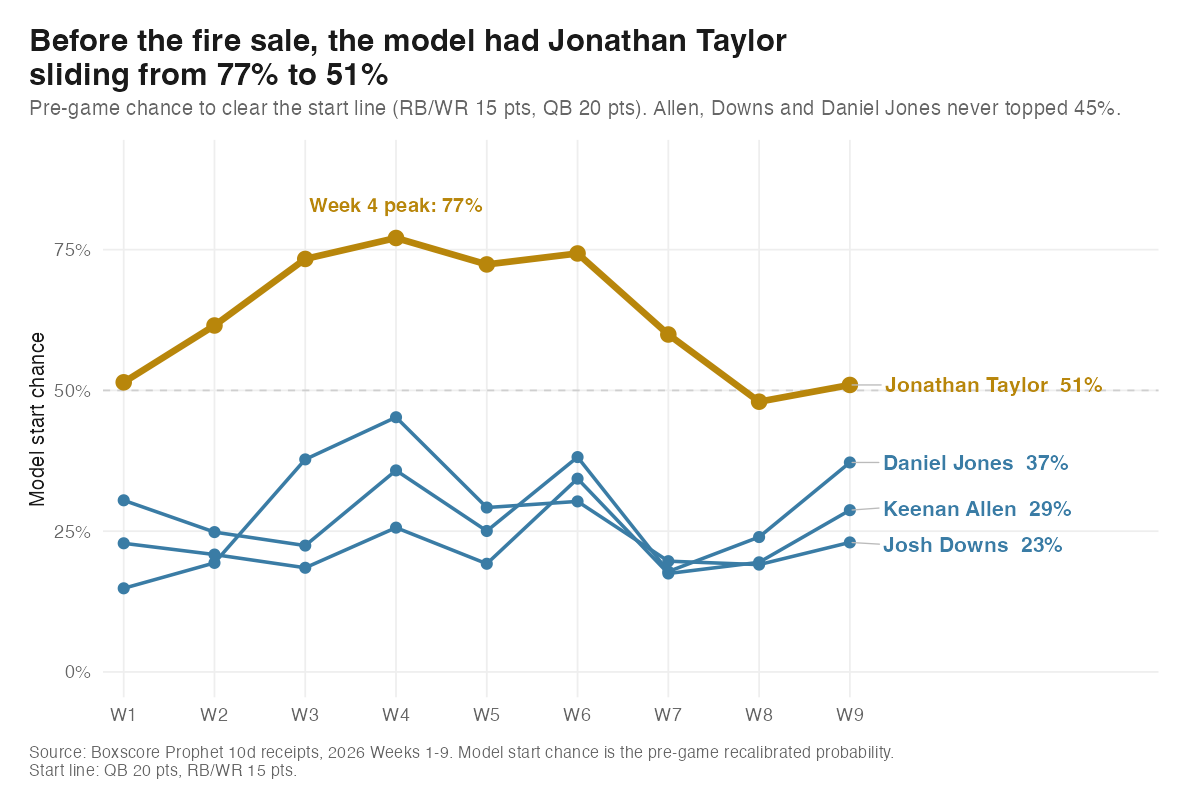 Before the fire sale, the model had Jonathan Taylor
sliding from 77% to 51%
Pre-game chance to clear the start line (RB/WR 15 pts, QB 20 pts). Allen, Downs and Daniel Jones never topped 45%.
Week 4 peak: 77%
75%
Model start chance
50%
Jonathan Taylor 51%
Daniel Jones 37%
Keenan Allen 29%
25%
Josh Downs 23%
0%
W1 W2 W3 W4 W5 W6 W7 W8 W9
Source: Boxscore Prophet 10d receipts, 2026 Weeks 1-9. Model start chance is the pre-game recalibrated probability.
Start line: QB 20 pts, RB/WR 15 pts.